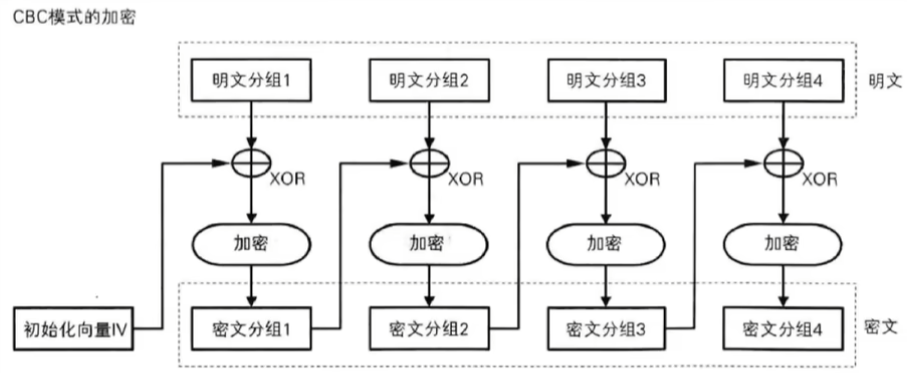 CBC模式的加密
明文分组1 明文分组2 明文分组3 明文分组4 明文
XOR XOR XOR XOR
加密 加密 加密 加密
初始化向量IV 密文分组1 密文分组2 密文分组3 密文分组4 密文